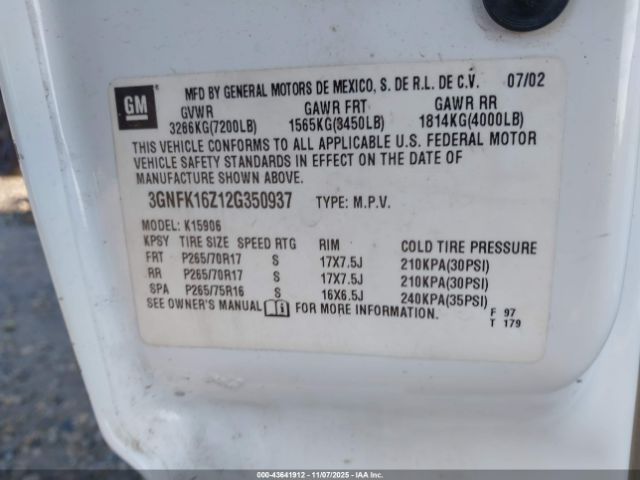 GM
MFD BY GENERAL MOTORS DE MEXICO, S. DE R.L. DE C.V. 07/02
GVWR GAWR FRT GAWR RR
3266KG(7200LB) 1565KG(3450LB) 1814KG(4000LB)
THIS VEHICLE CONFORMS TO ALL APPLICABLE U.S. FEDERAL MOTOR
VEHICLE SAFETY STANDARDS IN EFFECT ON THE DATE OF
MANUFACTURE SHOWN ABOVE.
3GNFK16Z12G350937 TYPE: M.P.V.
MODEL: K15906
KPSY TIRE SIZE SPEED RTG RIM COLD TIRE PRESSURE
FRT P265/70R17 S 17X7.5J 210KPA(30PSI)
RR P265/70R17 S 17X7.5J 210KPA(30PSI)
SPA P265/75R16 S 16X6.5J 240KPA(35PSI)
SEE OWNER'S MANUAL FOR MORE INFORMATION. F 97
T 179
000-43641912 - 11/07/2025 - IAAI.com